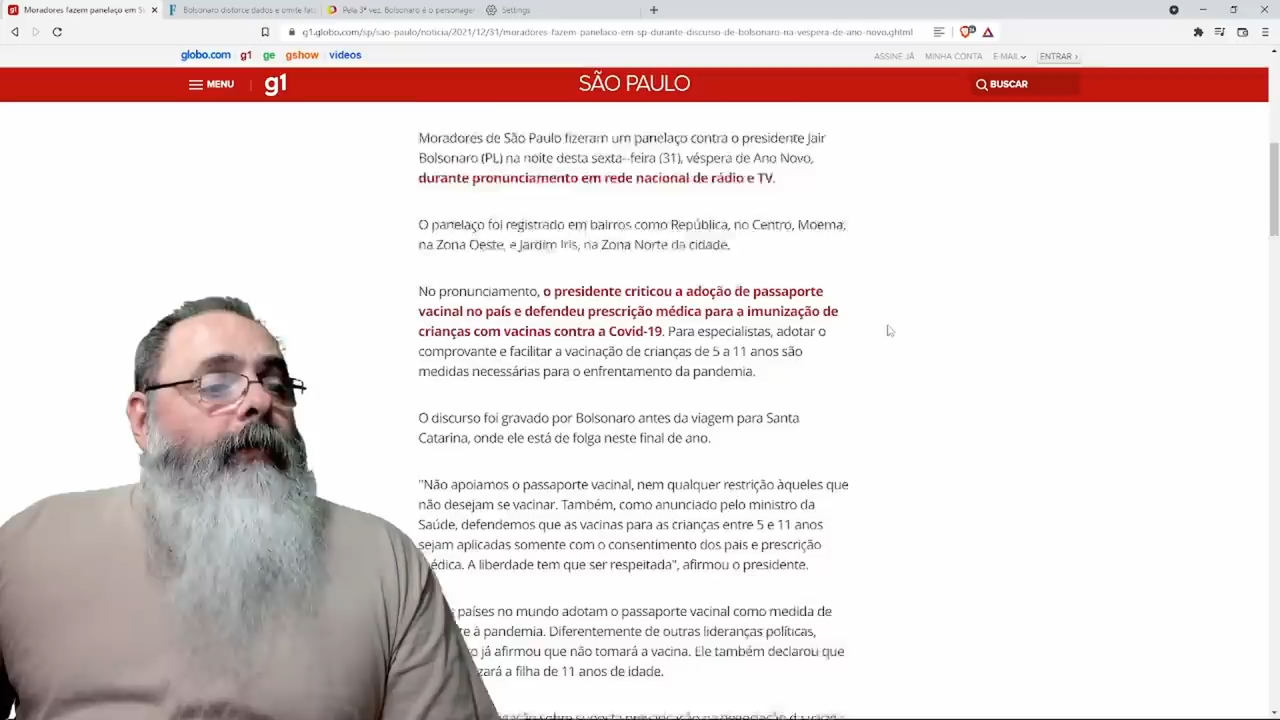 Moradores fazem panelaço em S
Bolsonaro distorce dados e omite fato
Pela 3ª vez, Bolsonaro é o personager
Settings
g1.globo.com/sp/sao-paulo/noticia/2021/12/31/moradores-fazem-panelaco-em-sp-durante-discurso-de-bolsonaro-na-vespera-de-ano-novo.ghtml
globo.com g1 ge gshow videos
ASSINE JÁ MINHA CONTA E-MAIL ENTRAR ›
MENU g1 SÃO PAULO BUSCAR
Moradores de São Paulo fizeram um panelaço contra o presidente Jair
Bolsonaro (PL) na noite desta sexta-feira (31), véspera de Ano Novo,
durante pronunciamento em rede nacional de rádio e TV.
O panelaço foi registrado em bairros como República, no Centro, Moema,
na Zona Oeste, e Jardim Iris, na Zona Norte da cidade.
No pronunciamento, o presidente criticou a adoção de passaporte
vacinal no país e defendeu prescrição médica para a imunização de
crianças com vacinas contra a Covid-19. Para especialistas, adotar o
comprovante e facilitar a vacinação de crianças de 5 a 11 anos são
medidas necessárias para o enfrentamento da pandemia.
O discurso foi gravado por Bolsonaro antes da viagem para Santa
Catarina, onde ele está de folga neste final de ano.
"Não apoiamos o passaporte vacinal, nem qualquer restrição àqueles que
não desejam se vacinar. Também, como anunciado pelo ministro da
Saúde, defendemos que as vacinas para as crianças entre 5 e 11 anos
sejam aplicadas somente com o consentimento dos pais e prescrição
édica. A liberdade tem que ser respeitada", afirmou o presidente.
países no mundo adotam o passaporte vacinal como medida de
te à pandemia. Diferentemente de outras lideranças políticas,
já afirmou que não tomará a vacina. Ele também declarou que
zará a filha de 11 anos de idade.